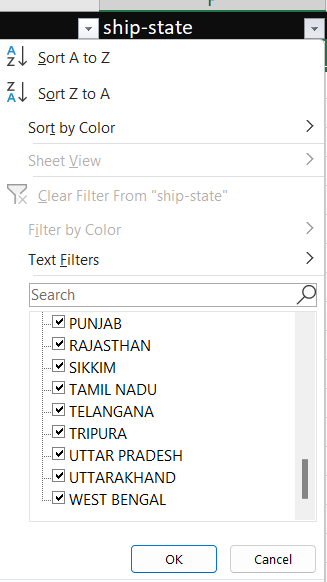 ship-state
Sort A to Z
Sort Z to A
Sort by Color
Sheet View
Clear Filter From "ship-state"
Filter by Color
Text Filters
Search
PUNJAB
RAJASTHAN
SIKKIM
TAMIL NADU
TELANGANA
TRIPURA
UTTAR PRADESH
UTTARAKHAND
WEST BENGAL
OK
Cancel